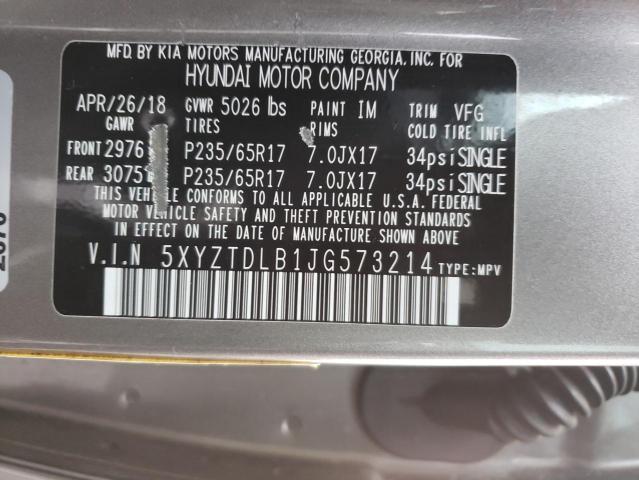 MFD. BY KIA MOTORS MANUFACTURING GEORGIA, INC. FOR
HYUNDAI MOTOR COMPANY
APR/26/18 GVWR 5026 lbs PAINT IM TRIM VFG
GAWR TIRES RIMS COLD TIRE INFL
FRONT 2976 P235/65R17 7.0JX17 34psi SINGLE
REAR 3075 P235/65R17 7.0JX17 34psi SINGLE
THIS VEHICLE CONFORMS TO ALL APPLICABLE U.S.A. FEDERAL
MOTOR VEHICLE SAFETY AND THEFT PREVENTION STANDARDS
IN EFFECT ON THE DATE OF MANUFACTURE SHOWN ABOVE.
V.I.N 5XYZTDLB1JG573214 TYPE:MPV